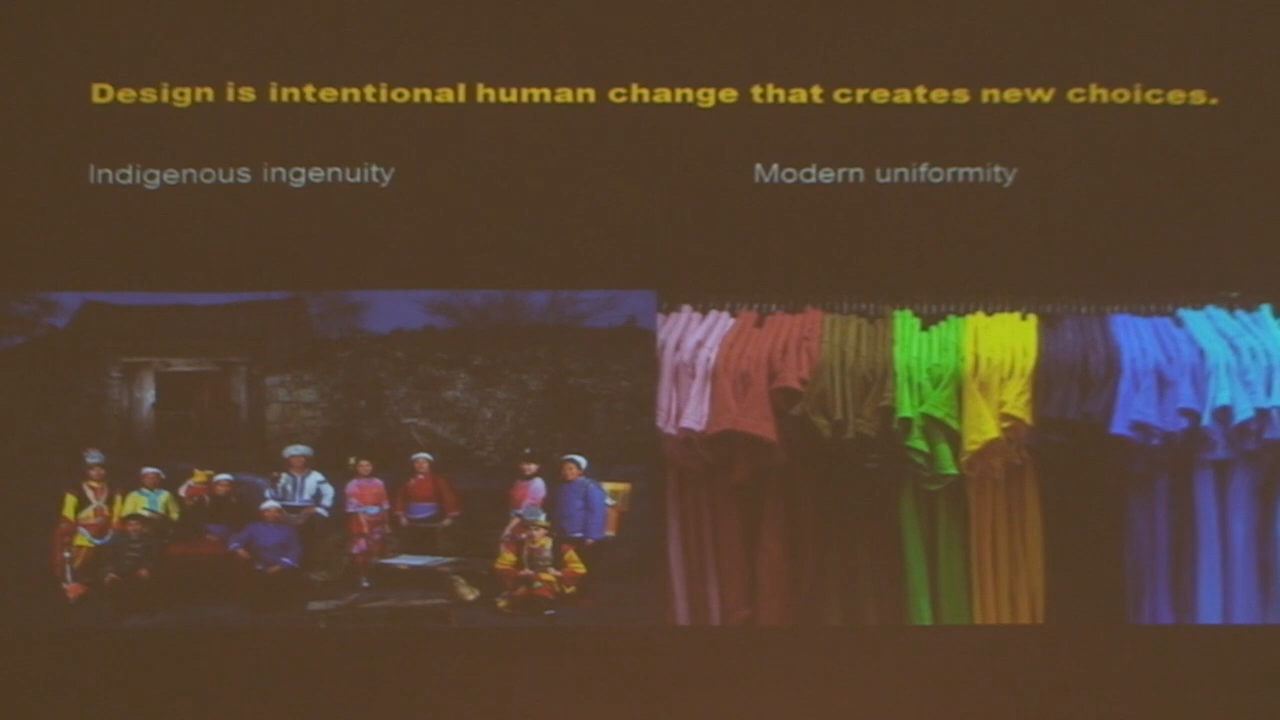 Design is intentional human change that creates new choices.
Indigenous ingenuity
Modern uniformity